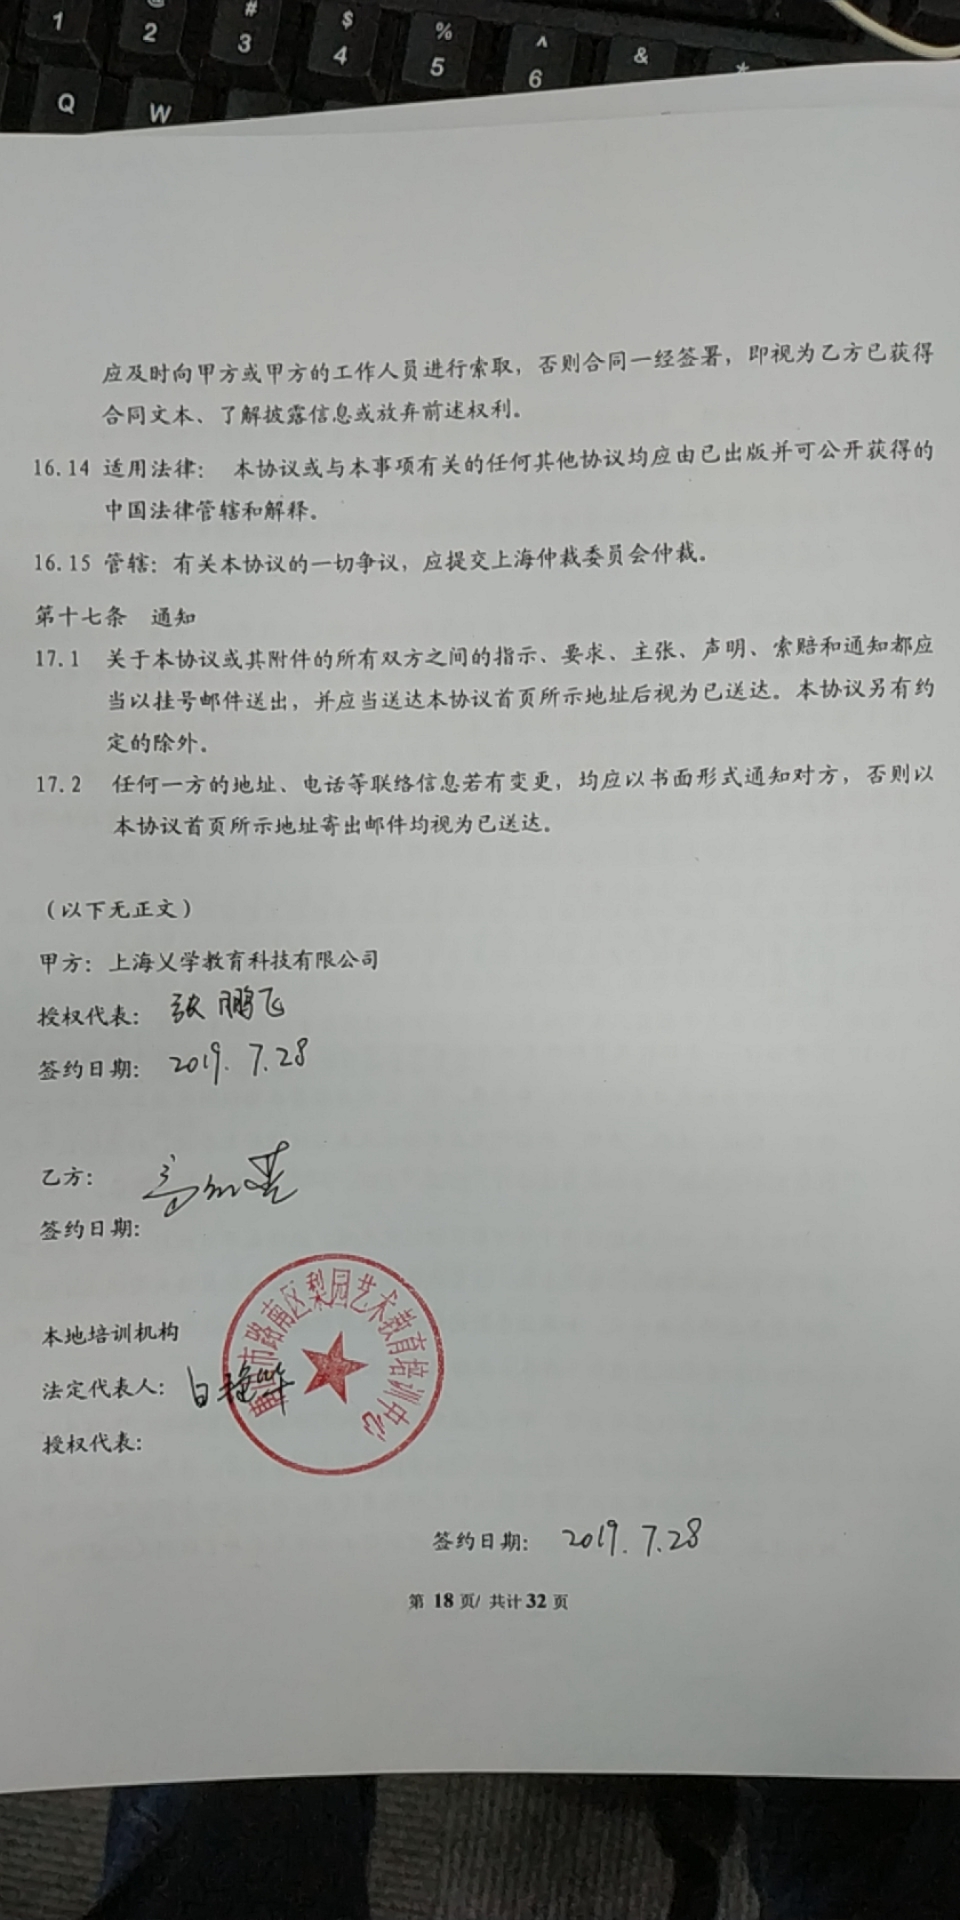 1
@
2
#
3
$
4
%
5
^
6
&
*
Q
W
应及时向甲方或甲方的工作人员进行索取，否则合同一经签署，即视为乙方已获得
合同文本、了解披露信息或放弃前述权利。
16.14 适用法律： 本协议或与本事项有关的任何其他协议均应由已出版并可公开获得的
中国法律管辖和解释。
16.15 管辖：有关本协议的一切争议，应提交上海仲裁委员会仲裁。
第十七条 通知
17.1 关于本协议或其附件的所有双方之间的指示、要求、主张、声明、索赔和通知都应
当以挂号邮件送出，并应当送达本协议首页所示地址后视为已送达。本协议另有约
定的除外。
17.2 任何一方的地址、电话等联络信息若有变更，均应以书面形式通知对方，否则以
本协议首页所示地址寄出邮件均视为已送达。
（以下无正文）
甲方：上海乂学教育科技有限公司
授权代表： 张鹏飞
签约日期： 2019.7.28
乙方：
签约日期：
本地培训机构
法定代表人： 白艳华
授权代表：
市路南区梨园艺术教育培训中心
签约日期： 2019.7.28
第 18 页/ 共计 32 页